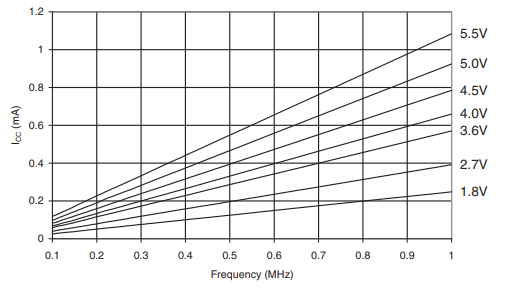 1.2
1
0.8
0.6
0.4
0.2
0
I_CC (mA)
5.5V
5.0V
4.5V
4.0V
3.6V
2.7V
1.8V
0.1 0.2 0.3 0.4 0.5 0.6 0.7 0.8 0.9 1
Frequency (MHz)